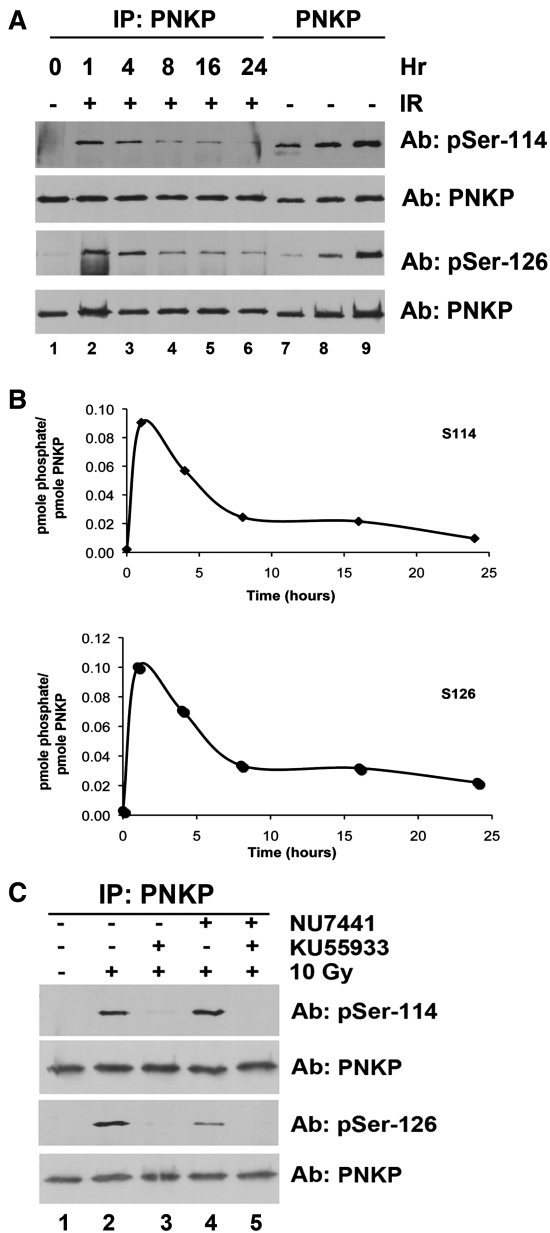 A
IP: PNKP PNKP
0 1 4 8 16 24 Hr
- + + + + + - - - IR
Ab: pSer-114
Ab: PNKP
Ab: pSer-126
Ab: PNKP
1 2 3 4 5 6 7 8 9
B
pmole phosphate/
pmole PNKP
0.10
0.08
0.06
0.04
0.02
0.00
S114
0 5 10 15 20 25
Time (hours)
pmole phosphate/
pmole PNKP
0.12
0.10
0.08
0.06
0.04
0.02
0.00
S126
0 5 10 15 20 25
Time (hours)
C
IP: PNKP
- - - + + NU7441
- - + - + KU55933
- + + + + 10 Gy
Ab: pSer-114
Ab: PNKP
Ab: pSer-126
Ab: PNKP
1 2 3 4 5